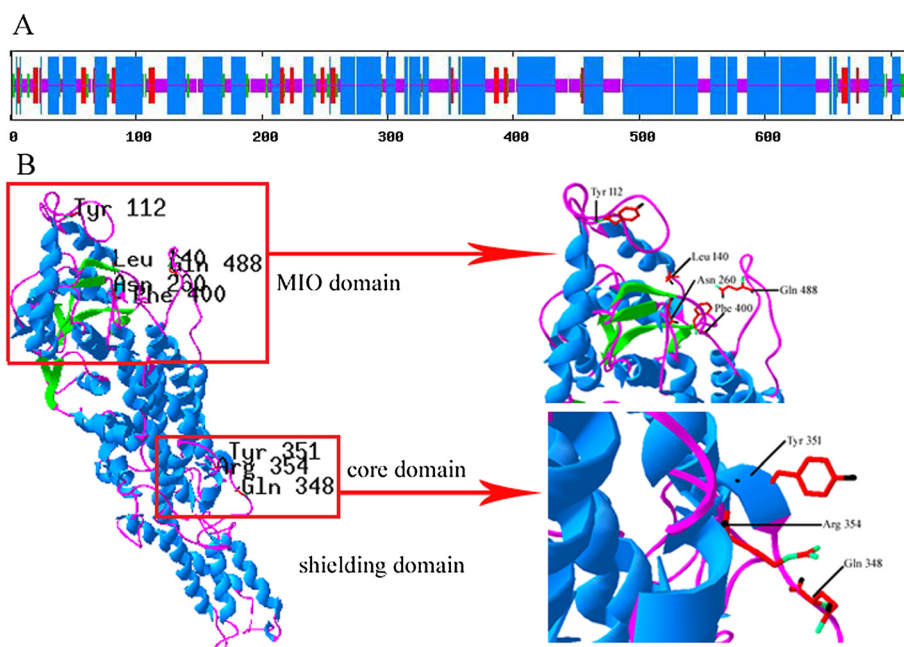 A
0 100 200 300 400 500 600
B
Tyr 112
Leu 140
Gln 488
Asn 260
Phe 400
MIO domain
Tyr 351
Arg 354
Gln 348
core domain
shielding domain
Tyr 112
Leu 140
Asn 260
Gln 488
Phe 400
Tyr 351
Arg 354
Gln 348